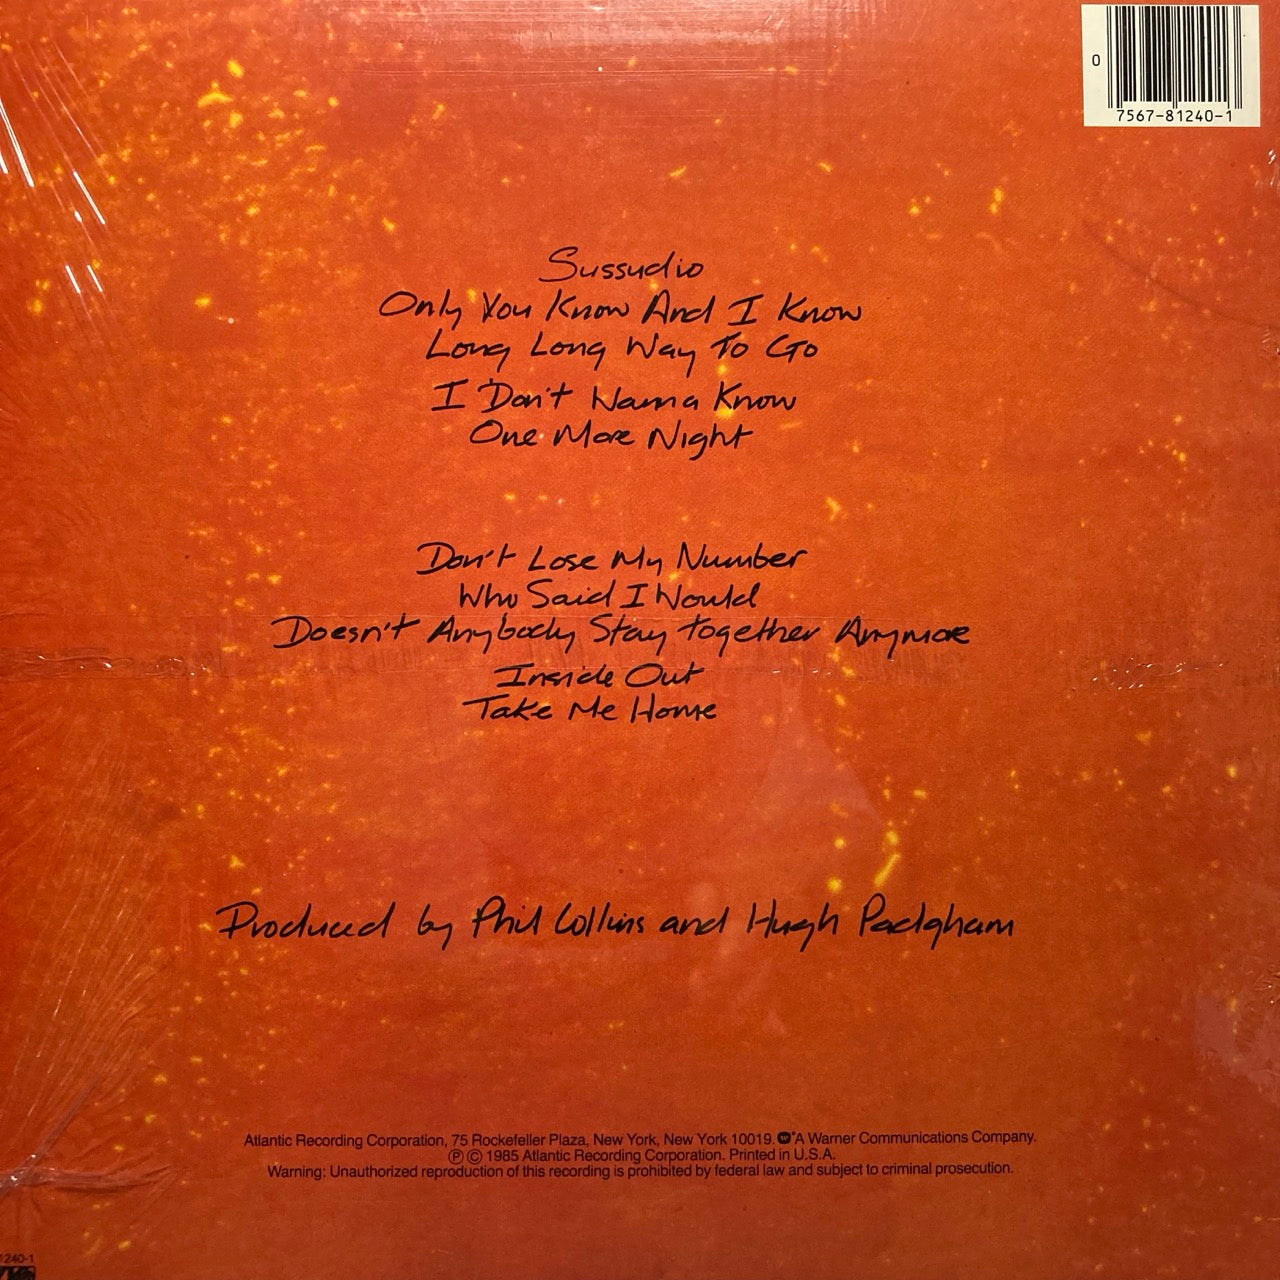 0
7567-81240-1
Sussudio
Only You Know And I Know
Long Long Way To Go
I Don't Wanna Know
One More Night
Don't Lose My Number
Who Said I Would
Doesn't Anybody Stay Together Anymore
Inside Out
Take Me Home
Produced by Phil Collins and Hugh Padgham
Atlantic Recording Corporation, 75 Rockefeller Plaza, New York, New York 10019. A Warner Communications Company.
℗ © 1985 Atlantic Recording Corporation. Printed in U.S.A.
Warning: Unauthorized reproduction of this recording is prohibited by federal law and subject to criminal prosecution.
1240-1